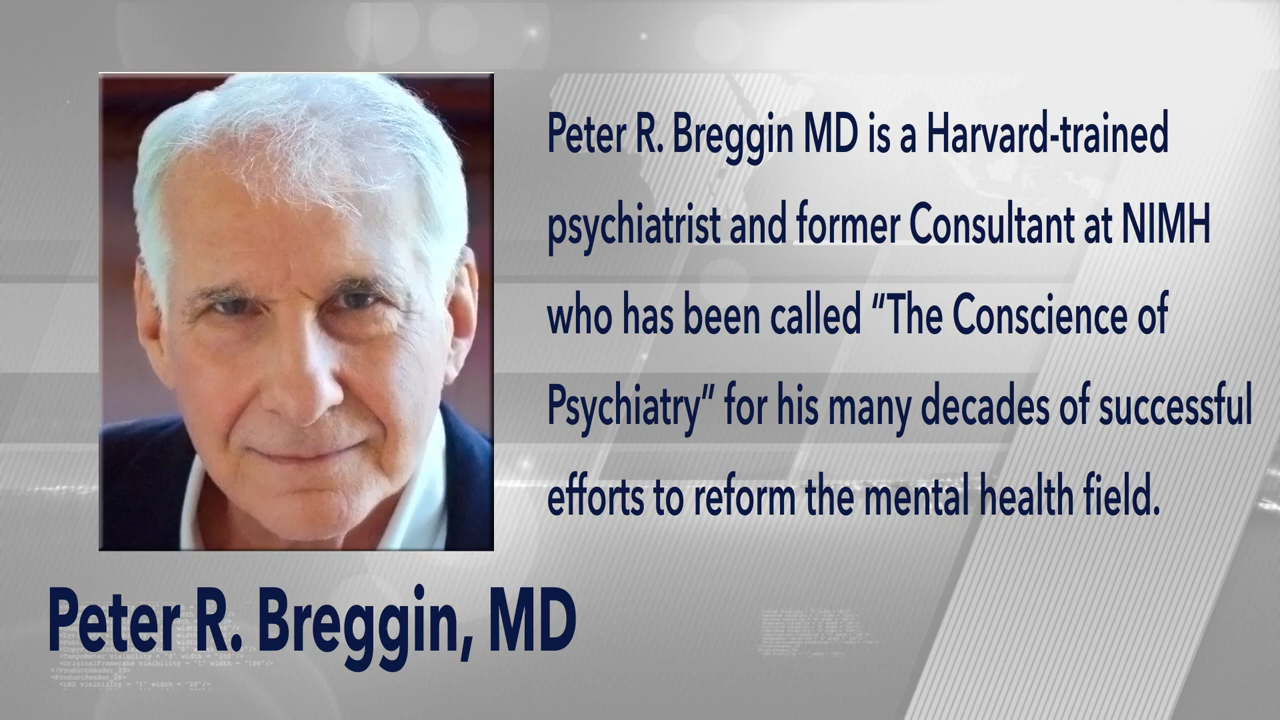 Peter R. Breggin MD is a Harvard-trained
psychiatrist and former Consultant at NIMH
who has been called “The Conscience of
Psychiatry” for his many decades of successful
efforts to reform the mental health field.
Peter R. Breggin, MD